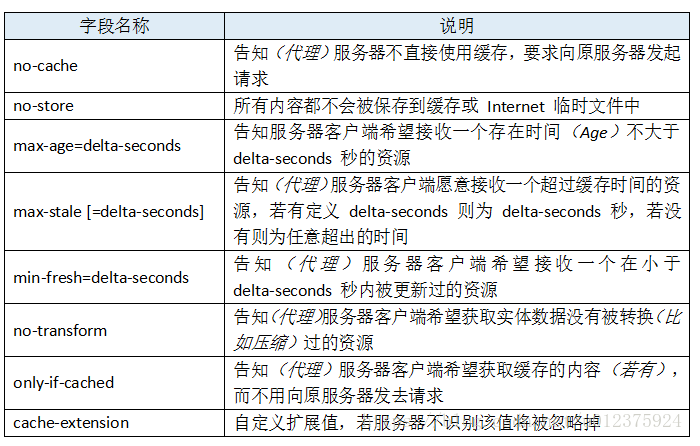 字段名称 说明
no-cache 告知（代理）服务器不直接使用缓存，要求向原服务器发起
请求
no-store 所有内容都不会被保存到缓存或 Internet 临时文件中
max-age=delta-seconds 告知服务器客户端希望接收一个存在时间（Age）不大于
delta-seconds 秒的资源
max-stale [=delta-seconds] 告知（代理）服务器客户端愿意接收一个超过缓存时间的资
源，若有定义 delta-seconds 则为 delta-seconds 秒，若没
有则为任意超出的时间
min-fresh=delta-seconds 告知（代理）服务器客户端希望接收一个在小于
delta-seconds 秒内被更新过的资源
no-transform 告知(代理)服务器客户端希望获取实体数据没有被转换(比
如压缩）过的资源
only-if-cached 告知（代理）服务器客户端希望获取缓存的内容（若有），
而不用向原服务器发去请求
cache-extension 自定义扩展值，若服务器不识别该值将被忽略掉